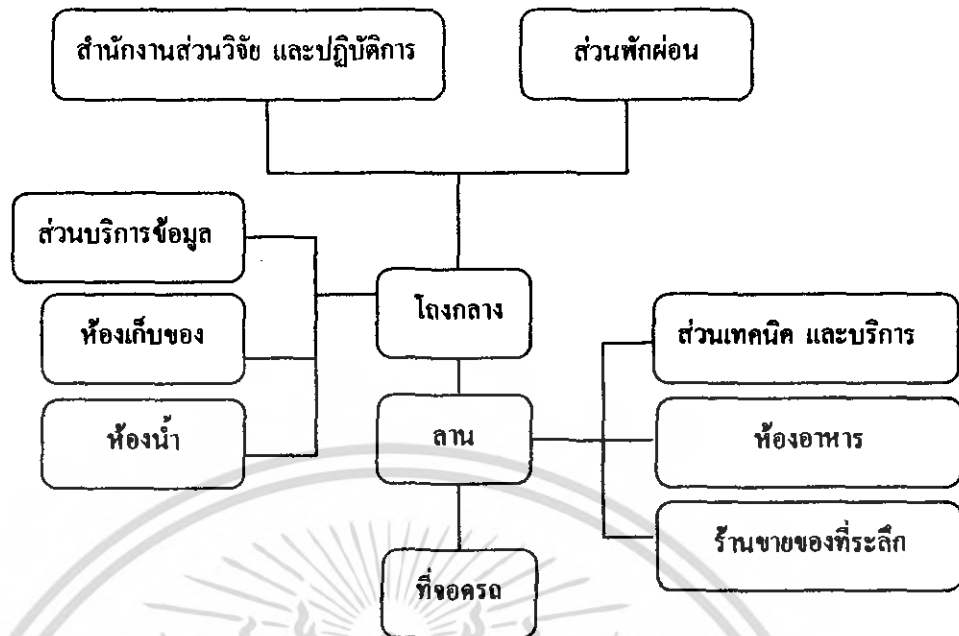 สำนักงานส่วนวิจัย และปฏิบัติการ
ส่วนพักผ่อน
ส่วนบริการข้อมูล
โถงกลาง
ห้องเก็บของ
ส่วนเทคนิค และบริการ
ห้องน้ำ
ลาน
ห้องอาหาร
ร้านขายของที่ระลึก
ที่จอดรถ